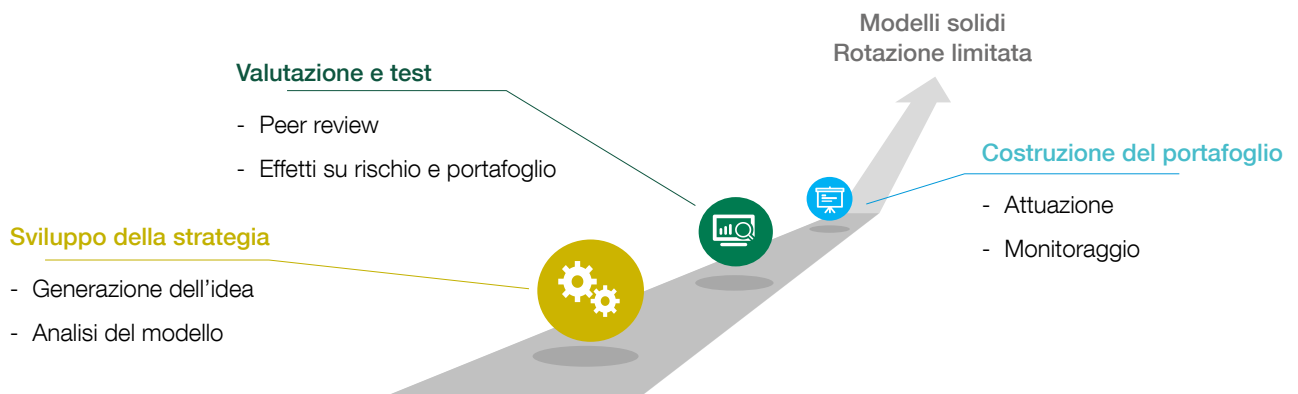 Sviluppo della strategia
- Generazione dell'idea
- Analisi del modello
Valutazione e test
- Peer review
- Effetti su rischio e portafoglio
Costruzione del portafoglio
- Attuazione
- Monitoraggio
Modelli solidi
Rotazione limitata